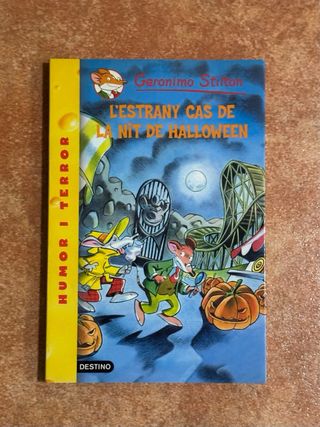 Geronimo Stilton
L'ESTRANY CAS DE
LA NIT DE HALLOWEEN
HUMOR I TERROR
DESTINO